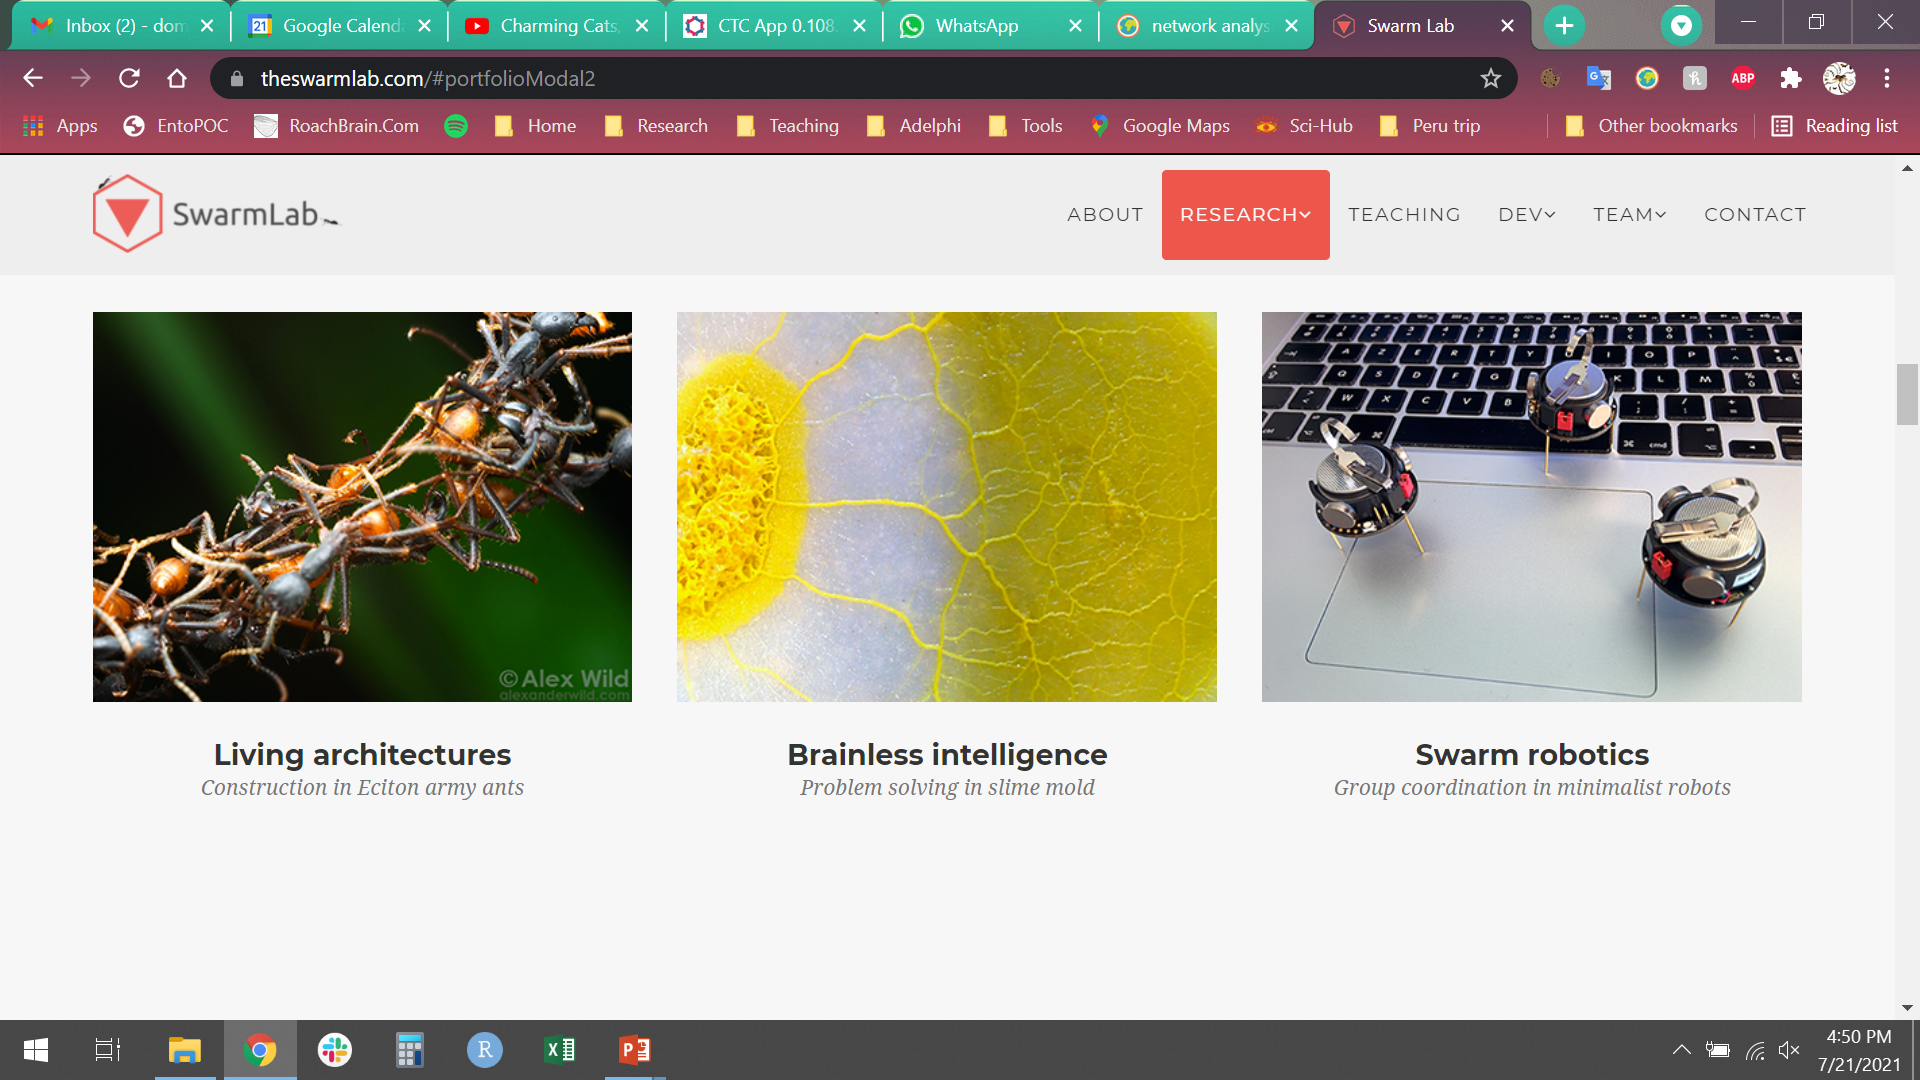 Inbox (2) - dom
Google Calenda
Charming Cats,
CTC App 0.108.
WhatsApp
network analys
Swarm Lab
theswarmlab.com/#portfolioModal2
ABP
Apps
EntoPOC
RoachBrain.Com
Home
Research
Teaching
Adelphi
Tools
Google Maps
Sci-Hub
Peru trip
Other bookmarks
Reading list
SwarmLab
ABOUT
RESEARCH
TEACHING
DEV
TEAM
CONTACT
© Alex Wild
alexanderwild.com
Living architectures
Construction in Eciton army ants
Brainless intelligence
Problem solving in slime mold
Swarm robotics
Group coordination in minimalist robots
4:50 PM
7/21/2021